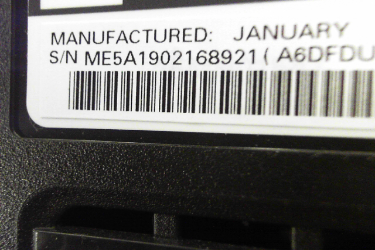 MANUFACTURED: JANUARY
S/N ME5A1902168921 ( A6DFDU